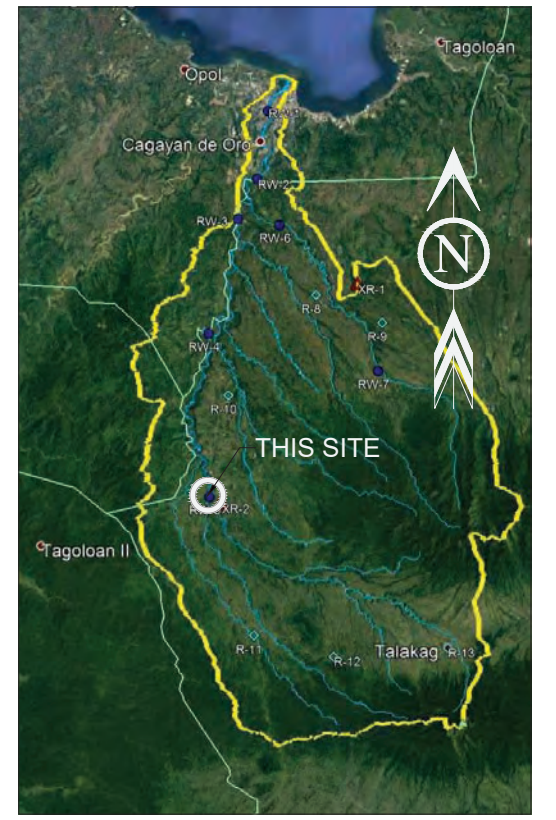 Tagoloan
Opol
Cagayan de Oro
RW-2
RW-3
RW-6
XR-1
R-8
R-9
RW-4
RW-7
R-10
THIS SITE
XR-2
Tagoloan II
R-11
R-12
Talakag
R-13
N